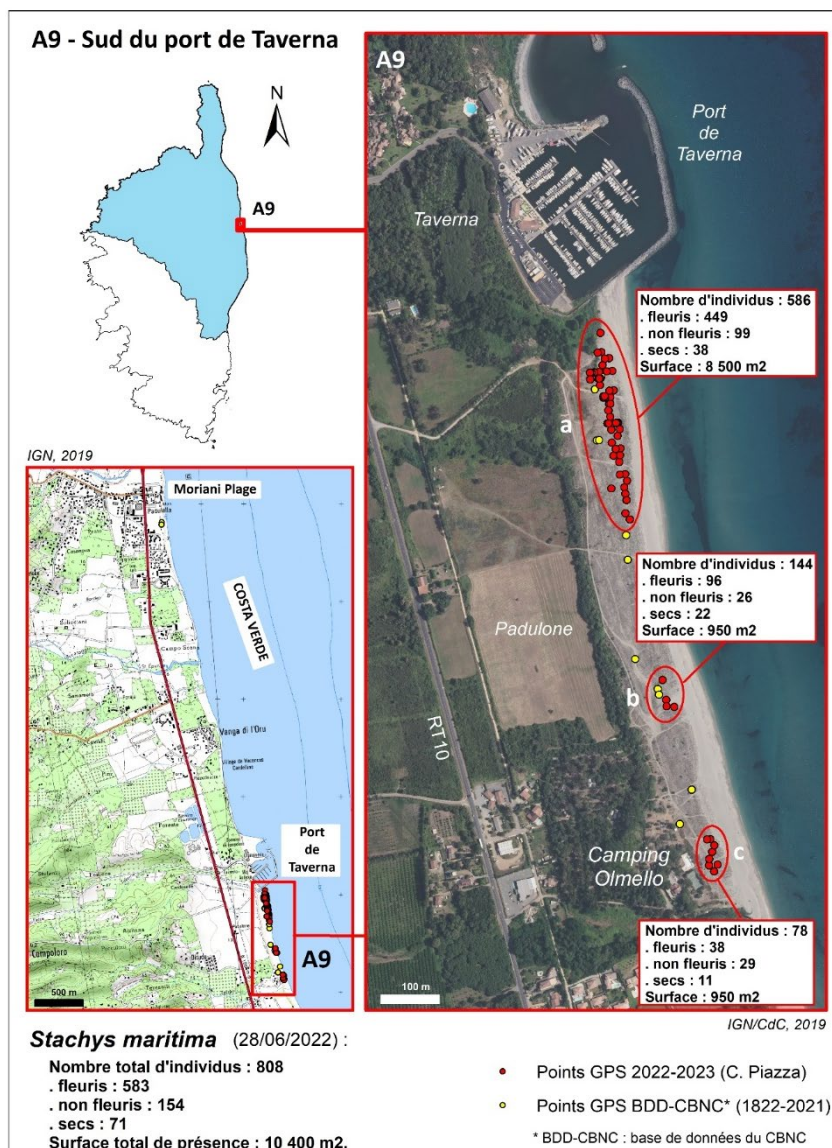 A9 - Sud du port de Taverna
N
A9
IGN, 2019
A9
Port
de
Taverna
Taverna
Nombre d'individus : 586
. fleuris : 449
. non fleuris : 99
. secs : 38
Surface : 8 500 m2
a
Nombre d'individus : 144
. fleuris : 96
. non fleuris : 26
. secs : 22
Surface : 950 m2
Padulone
b
RT10
Camping
Olmello
c
Nombre d'individus : 78
. fleuris : 38
. non fleuris : 29
. secs : 11
Surface : 950 m2
100 m
IGN/CdC, 2019
Moriani Plage
COSTA VERDE
Campo Scana
Vanga di l'Oru
Port
de
Taverna
A9
500 m
Stachys maritima (28/06/2022) :
Nombre total d'individus : 808
. fleuris : 583
. non fleuris : 154
. secs : 71
Surface total de présence : 10 400 m2.
Points GPS 2022-2023 (C. Piazza)
Points GPS BDD-CBNC* (1822-2021)
* BDD-CBNC : base de données du CBNC